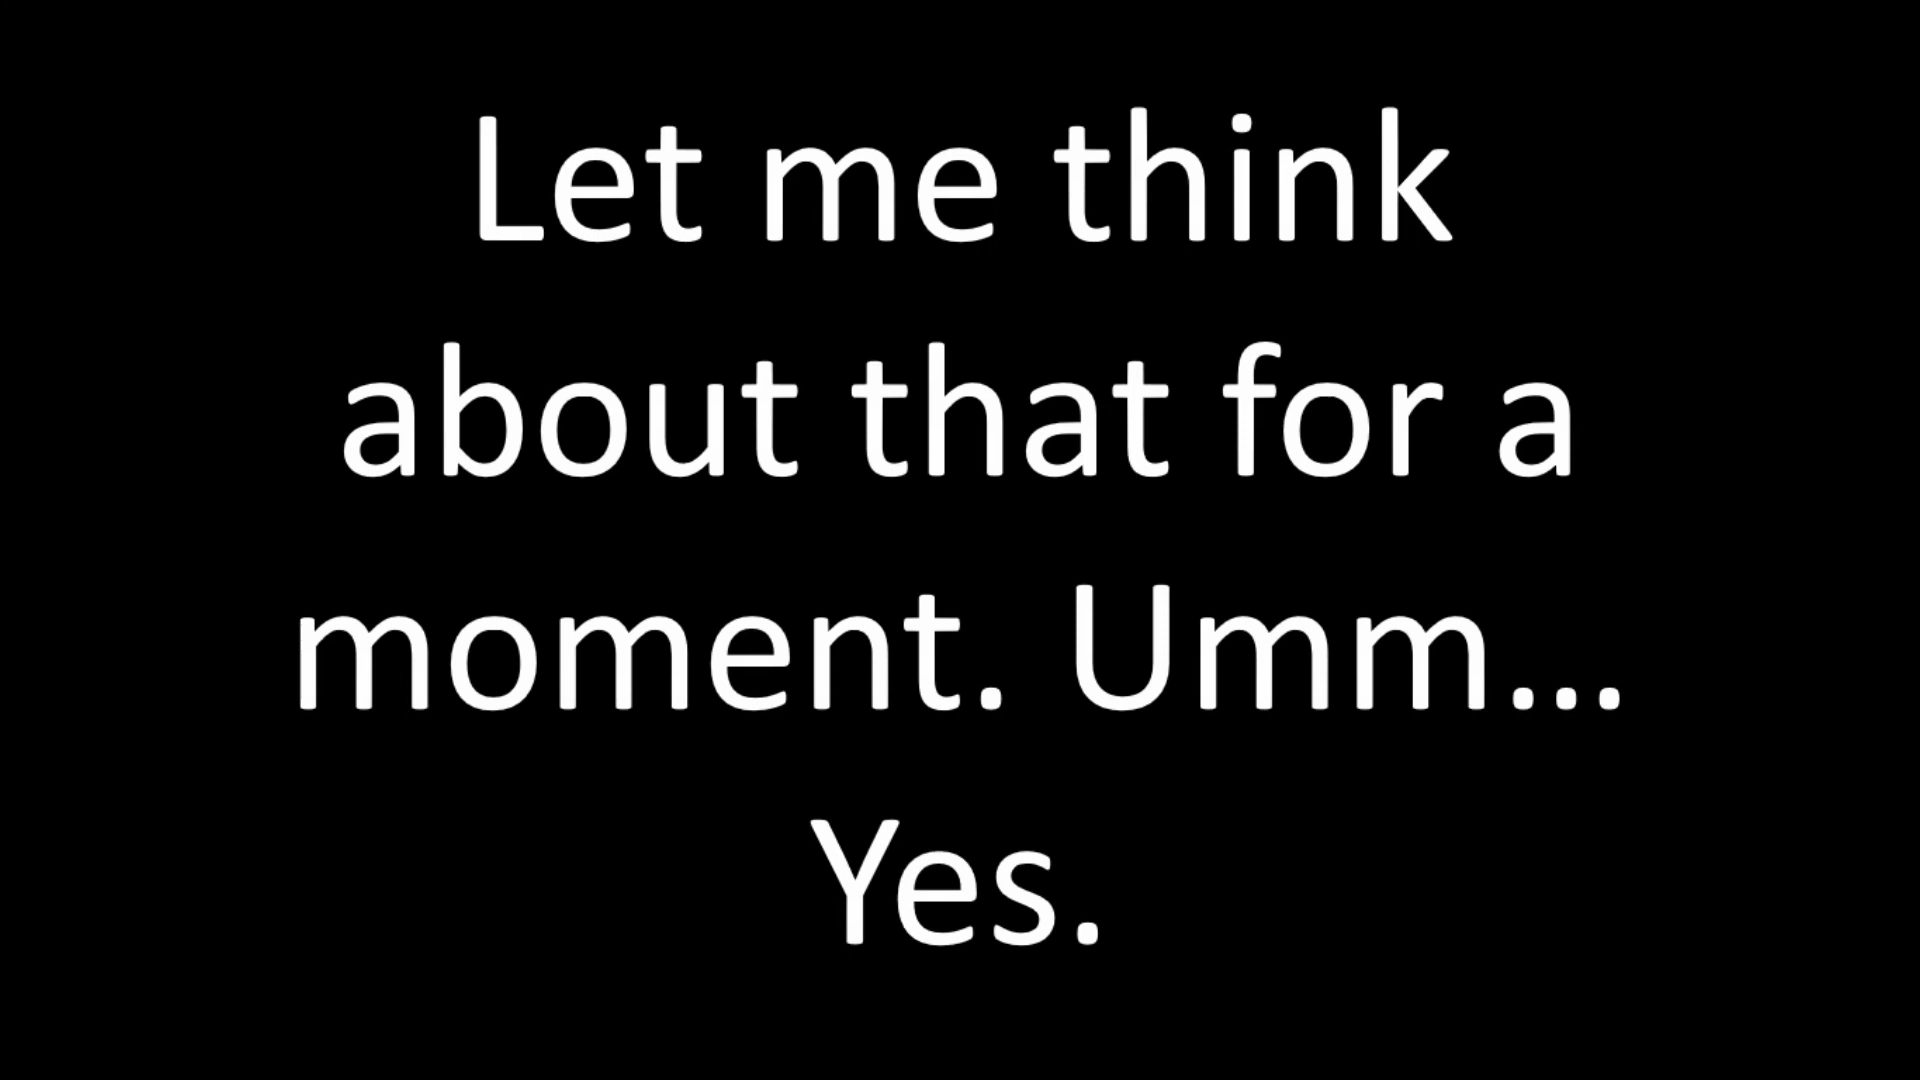 Let me think
about that for a
moment. Umm...
Yes.